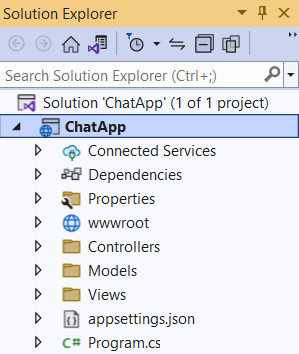 Solution Explorer
Search Solution Explorer (Ctrl+;)
Solution 'ChatApp' (1 of 1 project)
ChatApp
Connected Services
Dependencies
Properties
wwwroot
Controllers
Models
Views
appsettings.json
C# Program.cs